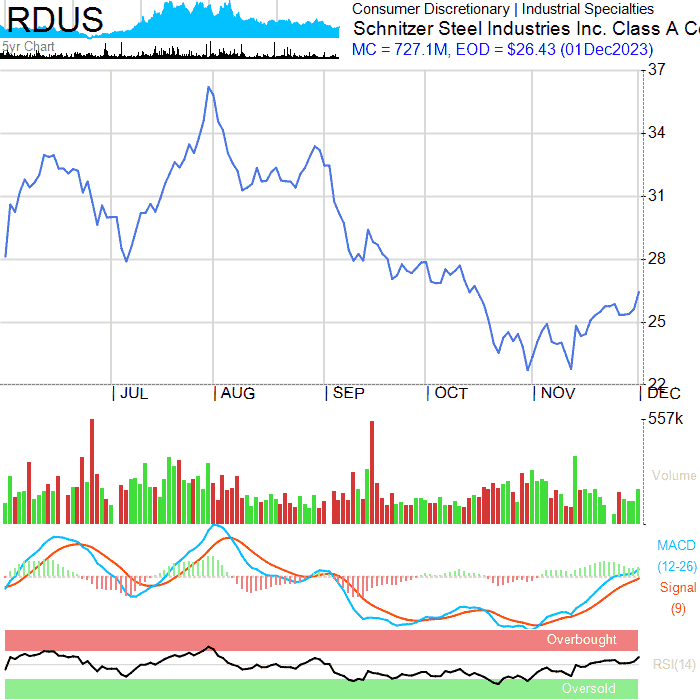 RDUS
5yr Chart
Consumer Discretionary | Industrial Specialties
Schnitzer Steel Industries Inc. Class A Co
MC = 727.1M, EOD = $26.43 (01Dec2023)
37
34
31
28
25
22
JUL AUG SEP OCT NOV DEC
557k
Volume
MACD
(12-26)
Signal
(9)
Overbought
RSI(14)
Oversold